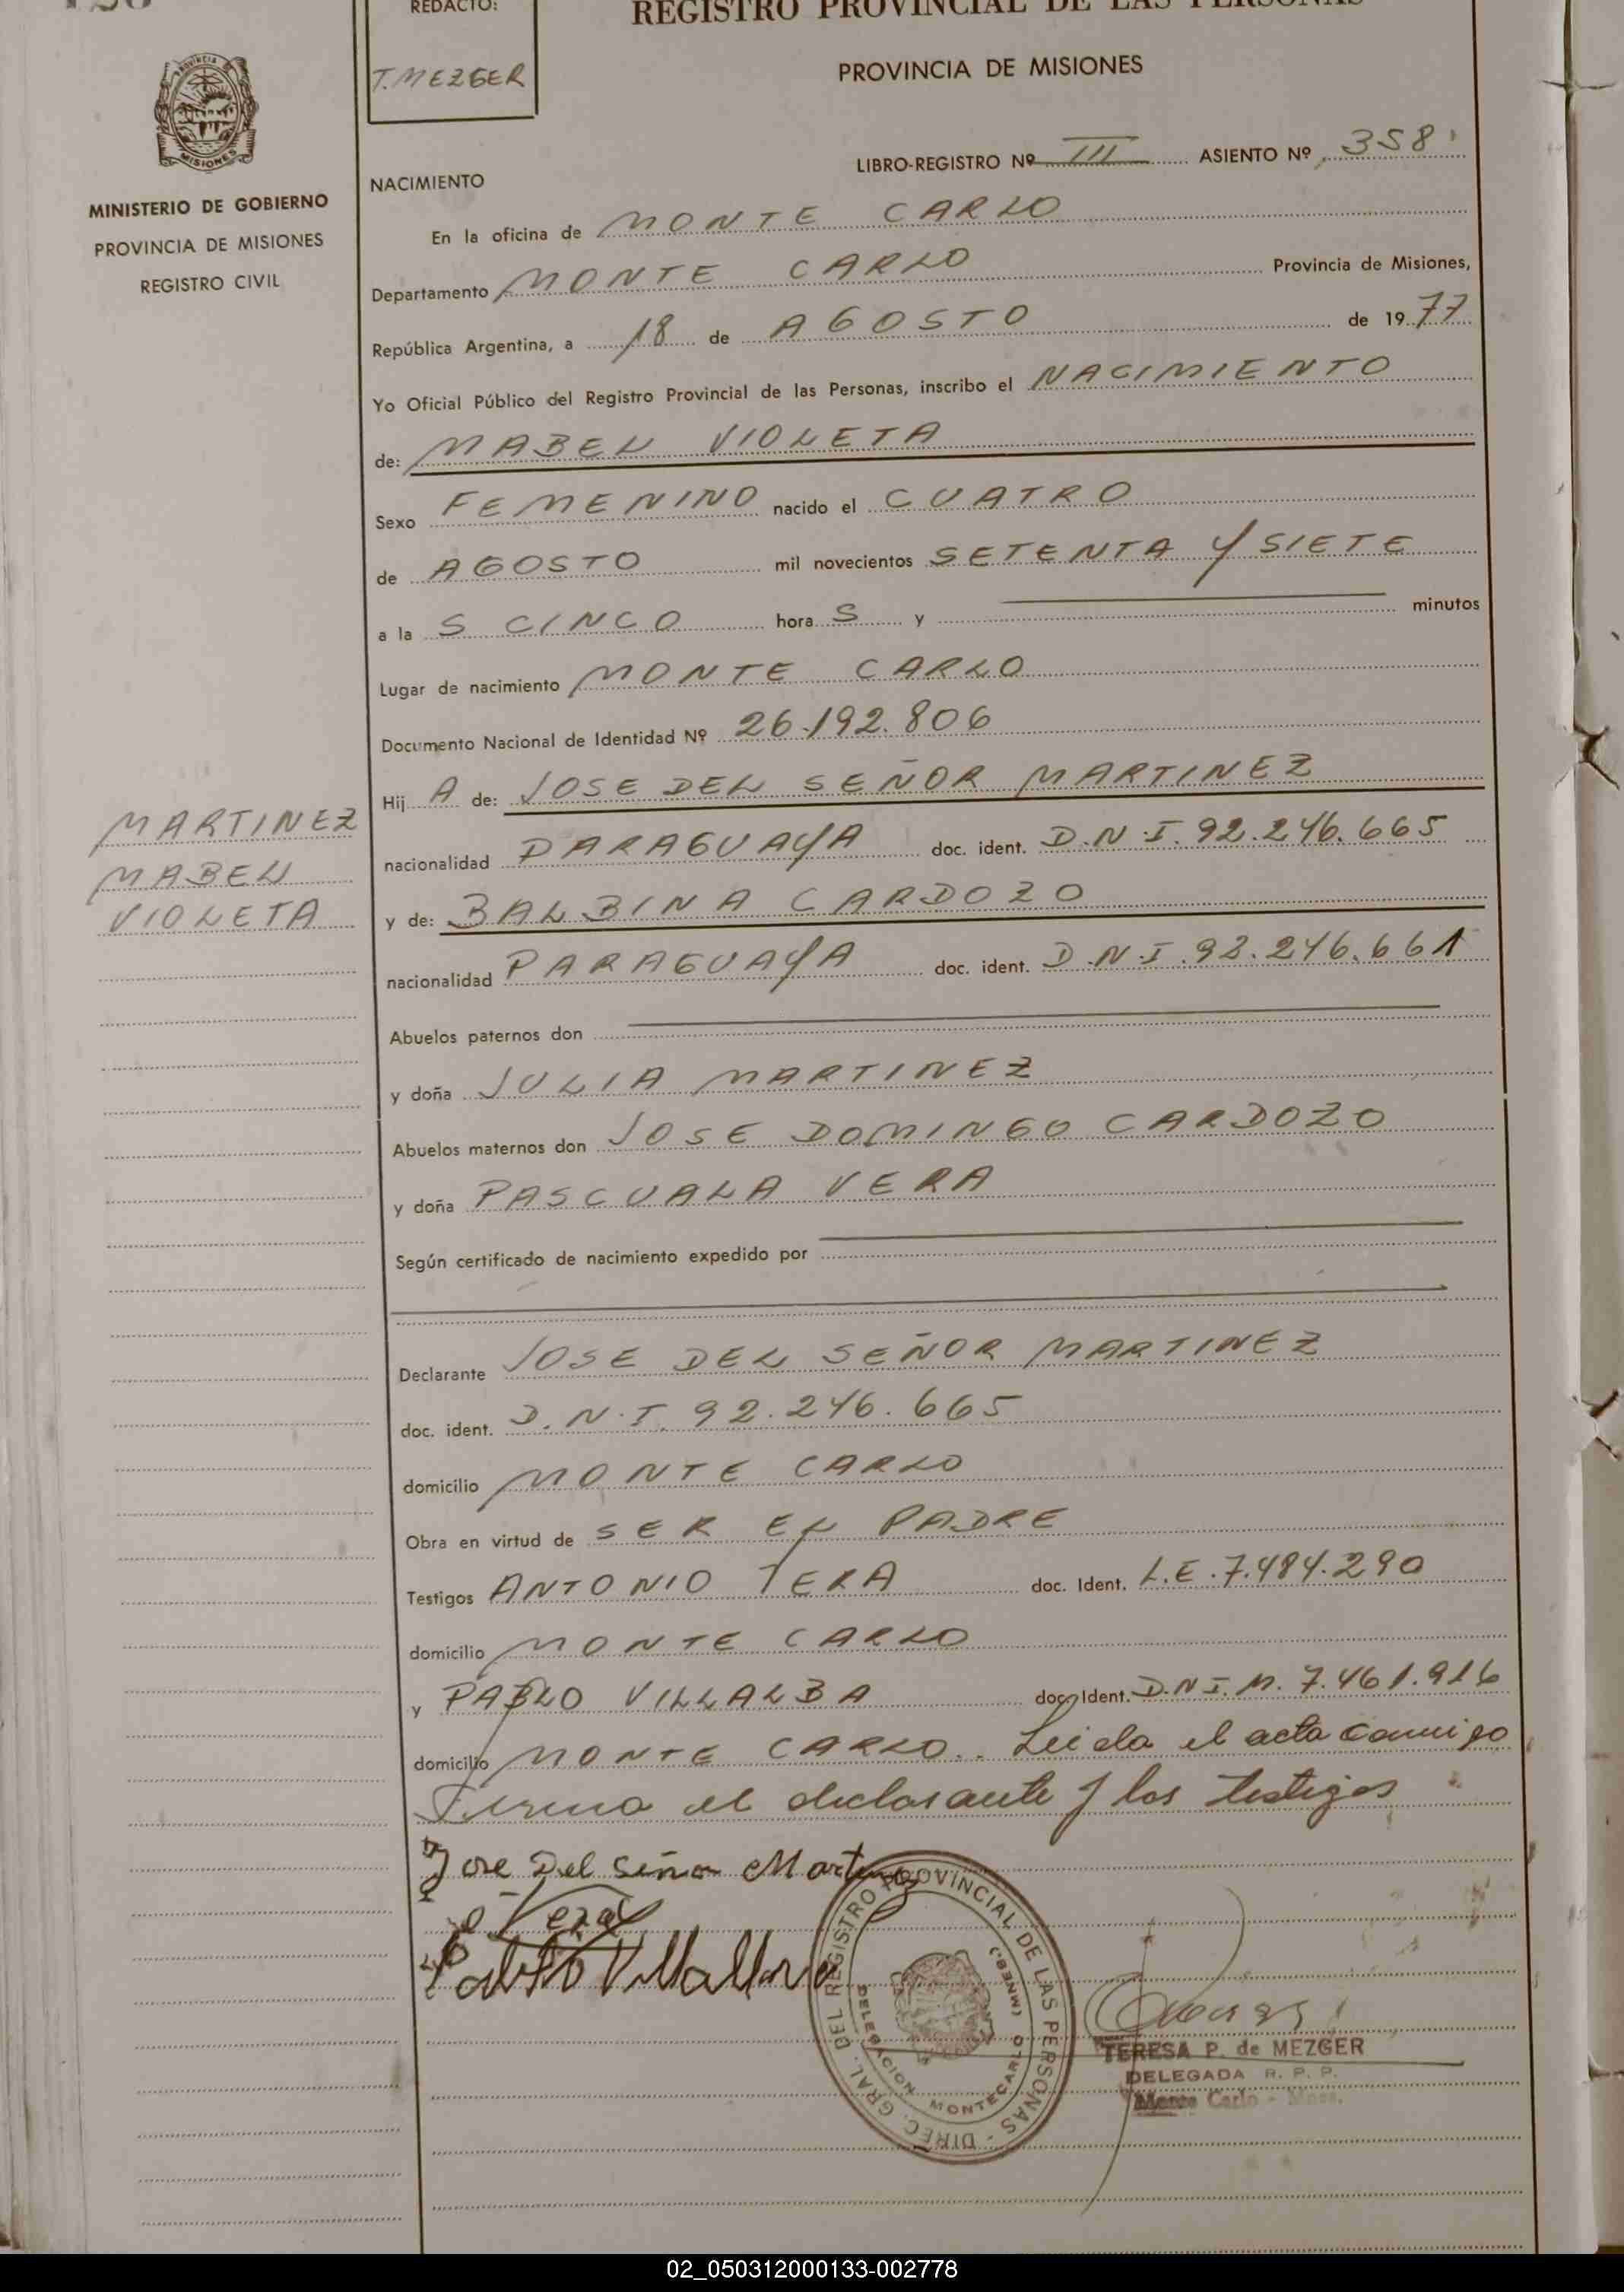 REDACTO:
T. MEZGER
REGISTRO PROVINCIAL DE LAS PERSONAS
PROVINCIA DE MISIONES
MISIONES
MINISTERIO DE GOBIERNO
PROVINCIA DE MISIONES
REGISTRO CIVIL
LIBRO-REGISTRO Nº III ASIENTO Nº 358
NACIMIENTO
En la oficina de MONTE CARLO
Departamento MONTE CARLO Provincia de Misiones,
República Argentina, a 18 de AGOSTO de 1977
Yo Oficial Público del Registro Provincial de las Personas, inscribo el NACIMIENTO
de: MABEL VIOLETA
Sexo FEMENINO nacido el CUATRO
de AGOSTO mil novecientos SETENTA Y SIETE
a la S CINCO hora S y minutos
Lugar de nacimiento MONTE CARLO
Documento Nacional de Identidad Nº 26.192.806
Hij A de: JOSE DEL SEÑOR MARTINEZ
nacionalidad PARAGUAYA doc. ident. D.N.I. 92.246.665
y de: BALBINA CARDOZO
nacionalidad PARAGUAYA doc. ident. D.N.I. 92.246.661
MARTINEZ
MABEL
VIOLETA
Abuelos paternos don
y doña JULIA MARTINEZ
Abuelos maternos don JOSE DOMINGO CARDOZO
y doña PASCUALA VERA
Según certificado de nacimiento expedido por
Declarante JOSE DEL SEÑOR MARTINEZ
doc. ident. D.N.I. 92.246.665
domicilio MONTE CARLO
Obra en virtud de SER EL PADRE
Testigos ANTONIO VERA doc. Ident. L.E. 7.484.290
domicilio MONTE CARLO
y PABLO VILLALBA doc. Ident. D.N.I. M. 7.461.916
domicilio MONTE CARLO. Leida el acta conmigo
Firma el declarante y los testigos
Jose Del Señor Martinez
Vera
Pablo Villalba
DIREC. GRAL. DEL REGISTRO PROVINCIAL DE LAS PERSONAS -
DELEGACION MONTECARLO (MNES.)
TERESA P. de MEZGER
DELEGADA R. P. P.
Monte Carlo - Mnes.
02_050312000133-002778